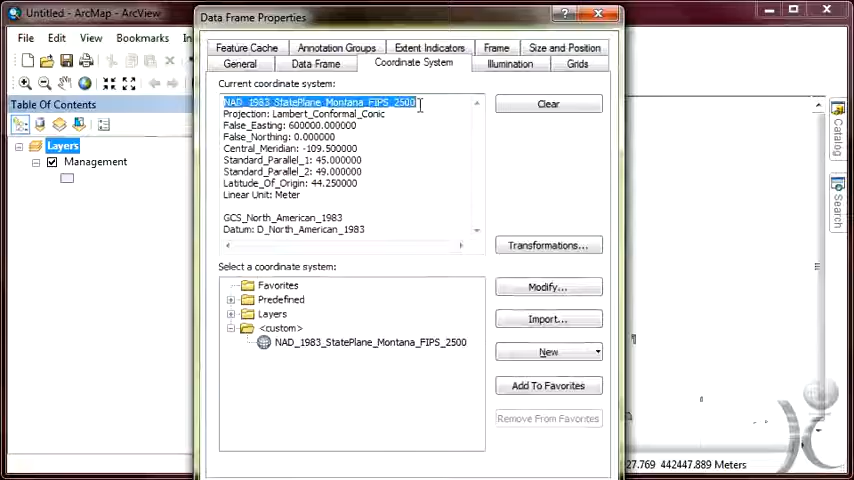 Untitled - ArcMap - ArcView
Data Frame Properties
File Edit View Bookmarks In
Table Of Contents
Layers
Management
Feature Cache Annotation Groups Extent Indicators Frame Size and Position
General Data Frame Coordinate System Illumination Grids
Current coordinate system:
NAD_1983_StatePlane_Montana_FIPS_2500
Projection: Lambert_Conformal_Conic
False_Easting: 600000.000000
False_Northing: 0.000000
Central_Meridian: -109.500000
Standard_Parallel_1: 45.000000
Standard_Parallel_2: 49.000000
Latitude_Of_Origin: 44.250000
Linear Unit: Meter
GCS_North_American_1983
Datum: D_North_American_1983
Clear
Transformations...
Select a coordinate system:
Favorites
Predefined
Layers
<custom>
NAD_1983_StatePlane_Montana_FIPS_2500
Modify...
Import...
New
Add To Favorites
Remove From Favorites
Catalog
Search
27.769 442447.889 Meters